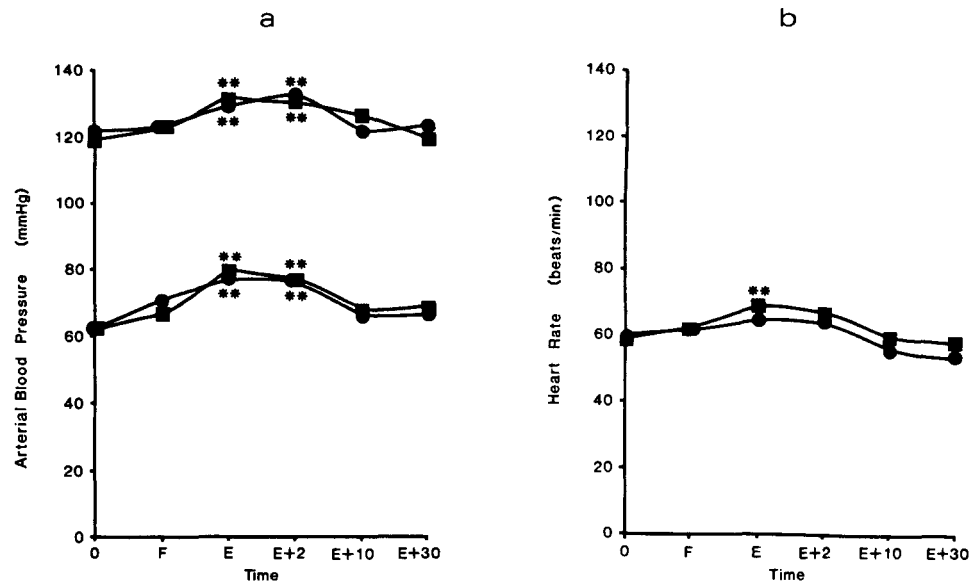 a
b
140
120
100
80
60
40
20
0
Arterial Blood Pressure (mmHg)
** **
** **
** **
** **
0 F E E+2 E+10 E+30
Time
140
120
100
80
60
40
20
0
Heart Rate (beats/min)
**
0 F E E+2 E+10 E+30
Time